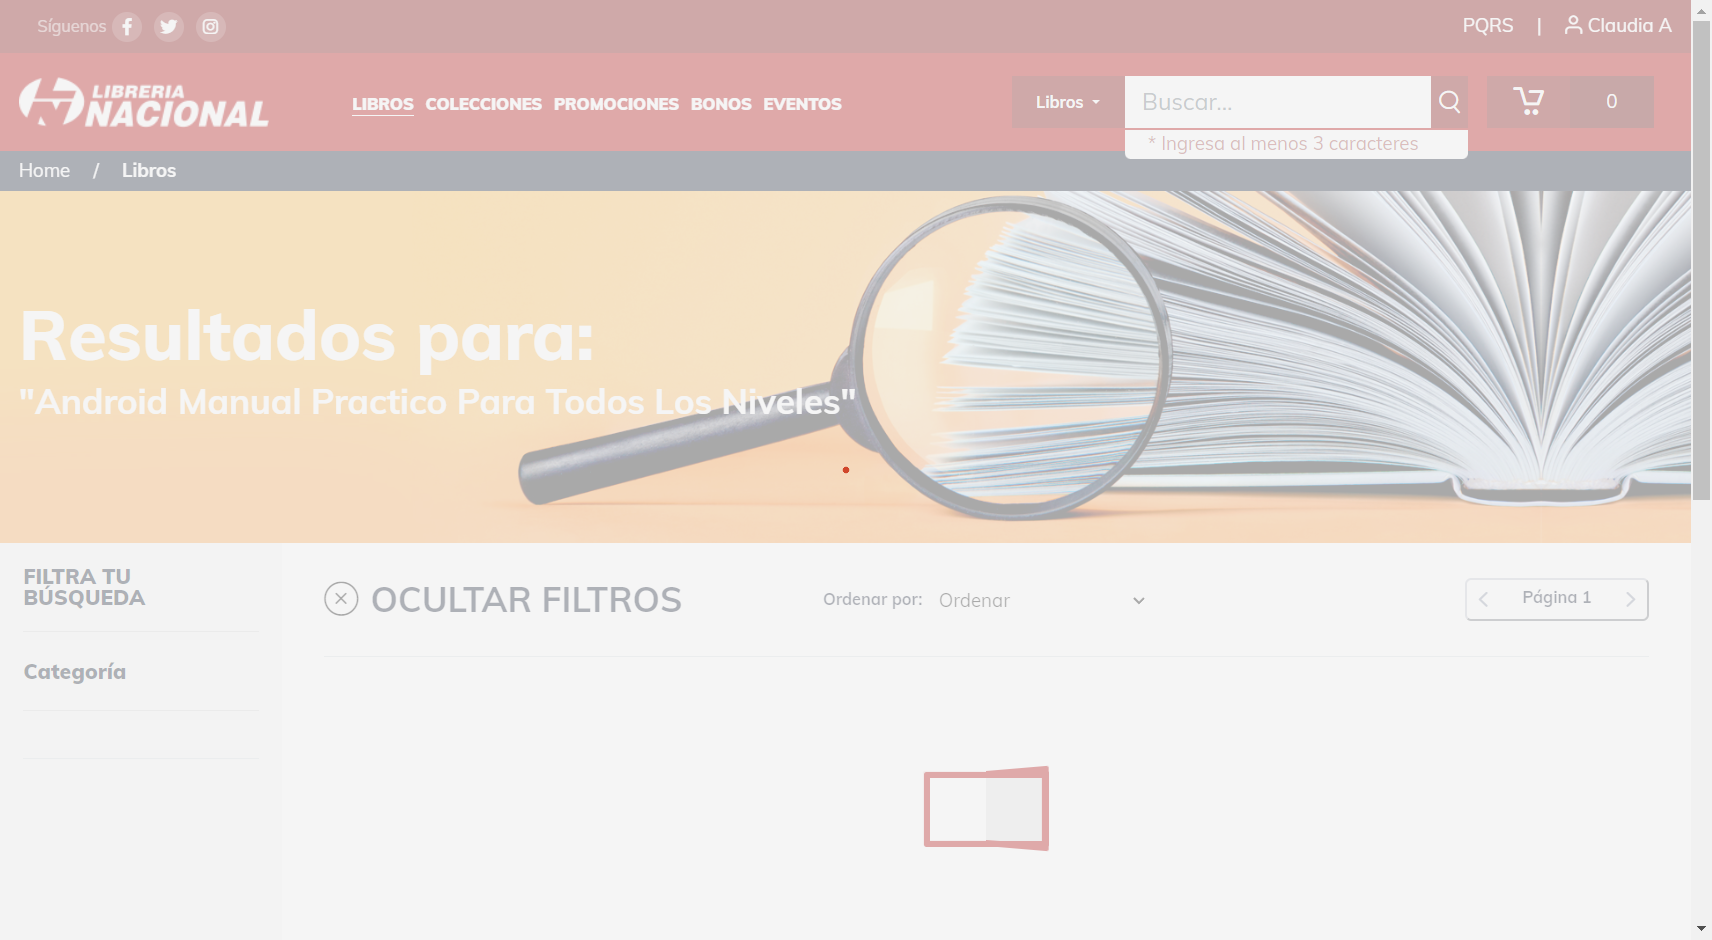 Síguenos
PQRS | Claudia A
LIBRERIA
NACIONAL
LIBROS COLECCIONES PROMOCIONES BONOS EVENTOS
Libros
Buscar...
0
* Ingresa al menos 3 caracteres
Home / Libros
Resultados para:
"Android Manual Practico Para Todos Los Niveles"
FILTRA TU
BÚSQUEDA
Categoría
OCULTAR FILTROS
Ordenar por: Ordenar
Página 1